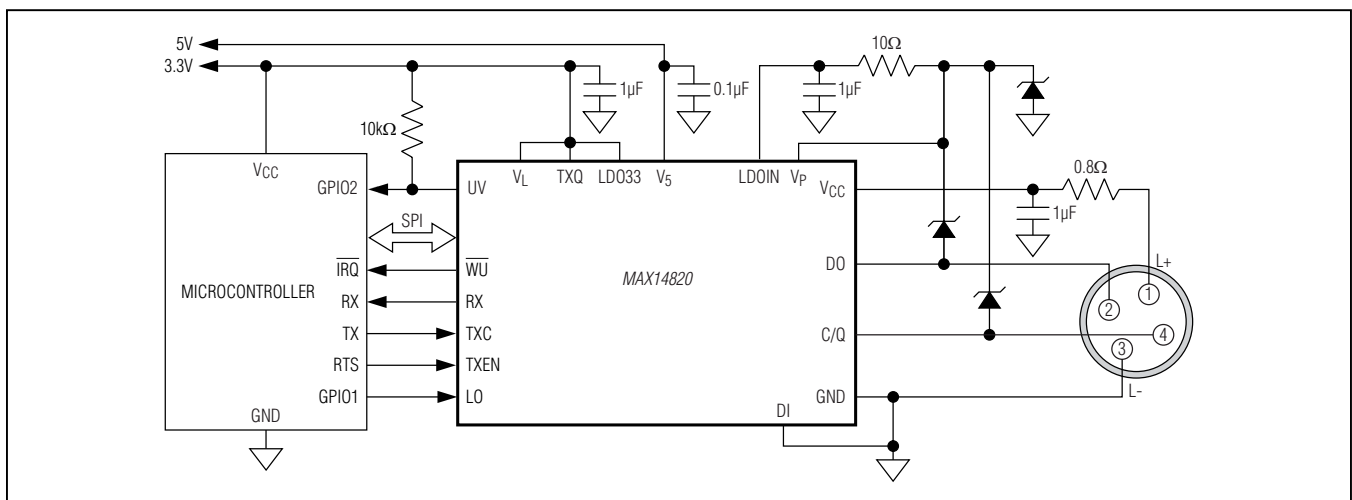 5V
3.3V
10Ω
1µF
0.1µF
1µF
10kΩ
VCC
GPIO2
UV
VL
TXQ
LDO33
V5
LDOIN
VP
VCC
0.8Ω
1µF
SPI
IRQ
WU
MICROCONTROLLER
MAX14820
DO
L+
1
2
RX
RX
TX
TXC
C/Q
4
3
RTS
TXEN
GPIO1
LO
GND
L-
GND
DI